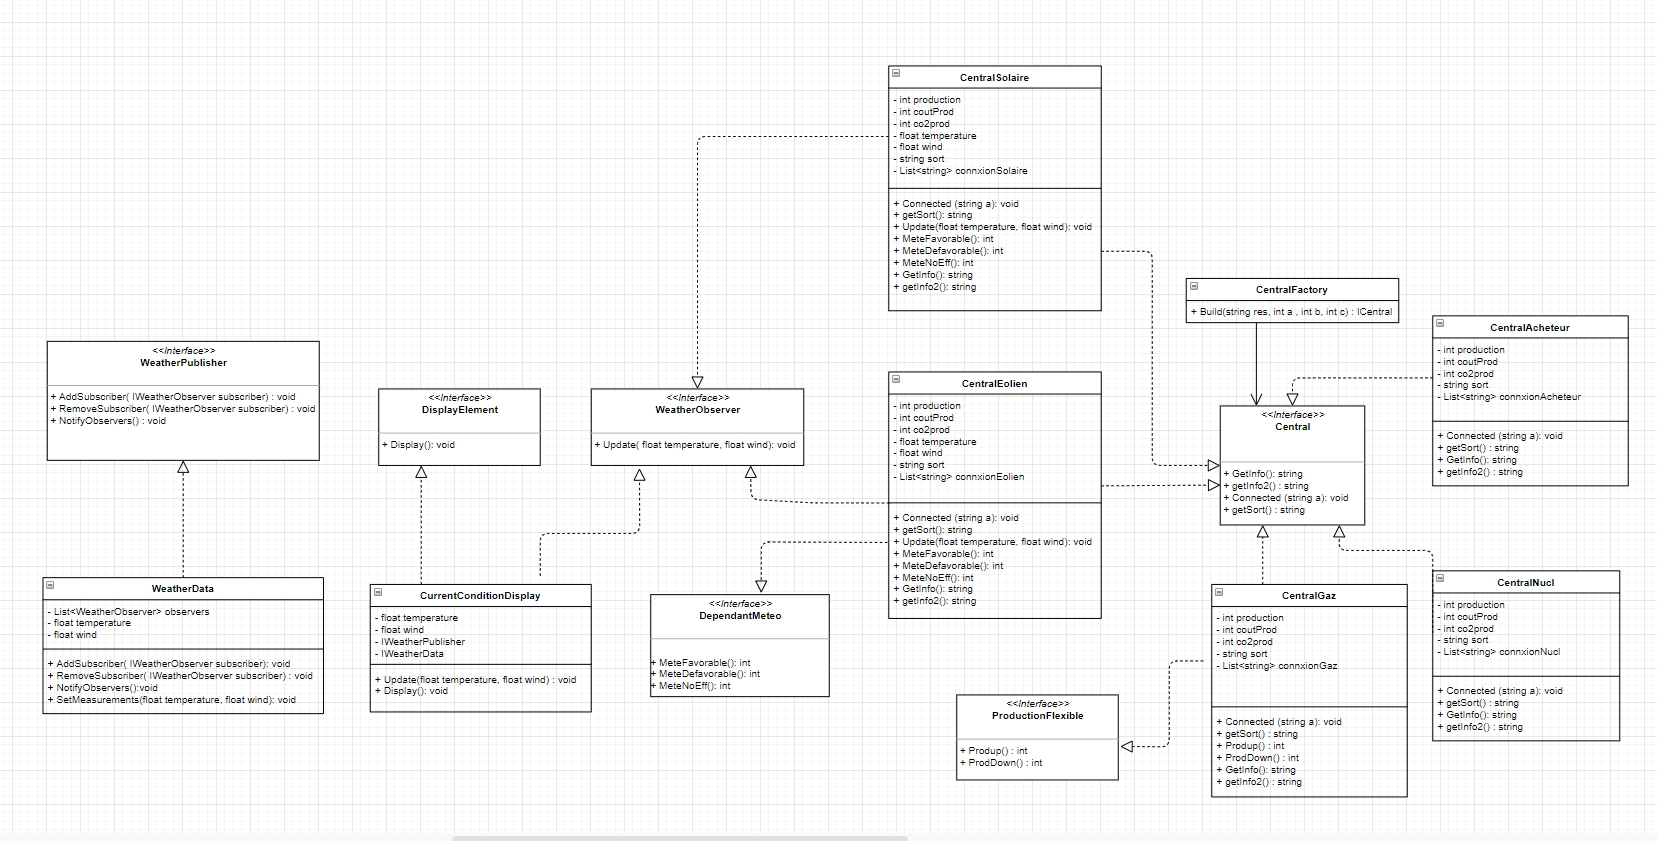 CentralSolaire
- int production
- int coutProd
- int co2prod
- float temperature
- float wind
- string sort
- List<string> connxionSolaire
+ Connected (string a): void
+ getSort(): string
+ Update(float temperature, float wind): void
+ MeteFavorable(): int
+ MeteDefavorable(): int
+ MeteNoEff(): int
+ GetInfo(): string
+ getInfo2(): string
CentralFactory
+ Build(string res, int a , int b, int c) : ICentral
CentralAcheteur
- int production
- int coutProd
- int co2prod
- string sort
- List<string> connxionAcheteur
+ Connected (string a): void
+ getSort() : string
+ GetInfo(): string
+ getInfo2() : string
<<Interface>>
WeatherPublisher
+ AddSubscriber( IWeatherObserver subscriber) : void
+ RemoveSubscriber( IWeatherObserver subscriber) : void
+ NotifyObservers() : void
<<Interface>>
DisplayElement
+ Display(): void
<<Interface>>
WeatherObserver
+ Update( float temperature, float wind): void
CentralEolien
- int production
- int coutProd
- int co2prod
- float temperature
- float wind
- string sort
- List<string> connxionEolien
+ Connected (string a): void
+ getSort(): string
+ Update(float temperature, float wind): void
+ MeteFavorable(): int
+ MeteDefavorable(): int
+ MeteNoEff(): int
+ GetInfo(): string
+ getInfo2(): string
<<Interface>>
Central
+ GetInfo(): string
+ getInfo2() : string
+ Connected (string a): void
+ getSort() : string
WeatherData
- List<WeatherObserver> observers
- float temperature
- float wind
+ AddSubscriber( IWeatherObserver subscriber): void
+ RemoveSubscriber( IWeatherObserver subscriber) : void
+ NotifyObservers():void
+ SetMeasurements(float temperature, float wind): void
CurrentConditionDisplay
- float temperature
- float wind
- IWeatherPublisher
- IWeatherData
+ Update(float temperature, float wind) : void
+ Display(): void
<<Interface>>
DependantMeteo
+ MeteFavorable(): int
+ MeteDefavorable(): int
+ MeteNoEff(): int
<<Interface>>
ProductionFlexible
+ Produp() : int
+ ProdDown() : int
CentralGaz
- int production
- int coutProd
- int co2prod
- string sort
- List<string> connxionGaz
+ Connected (string a): void
+ getSort() : string
+ Produp() : int
+ ProdDown() : int
+ GetInfo(): string
+ getInfo2() : string
CentralNucl
- int production
- int coutProd
- int co2prod
- string sort
- List<string> connxionNucl
+ Connected (string a): void
+ getSort() : string
+ GetInfo(): string
+ getInfo2() : string